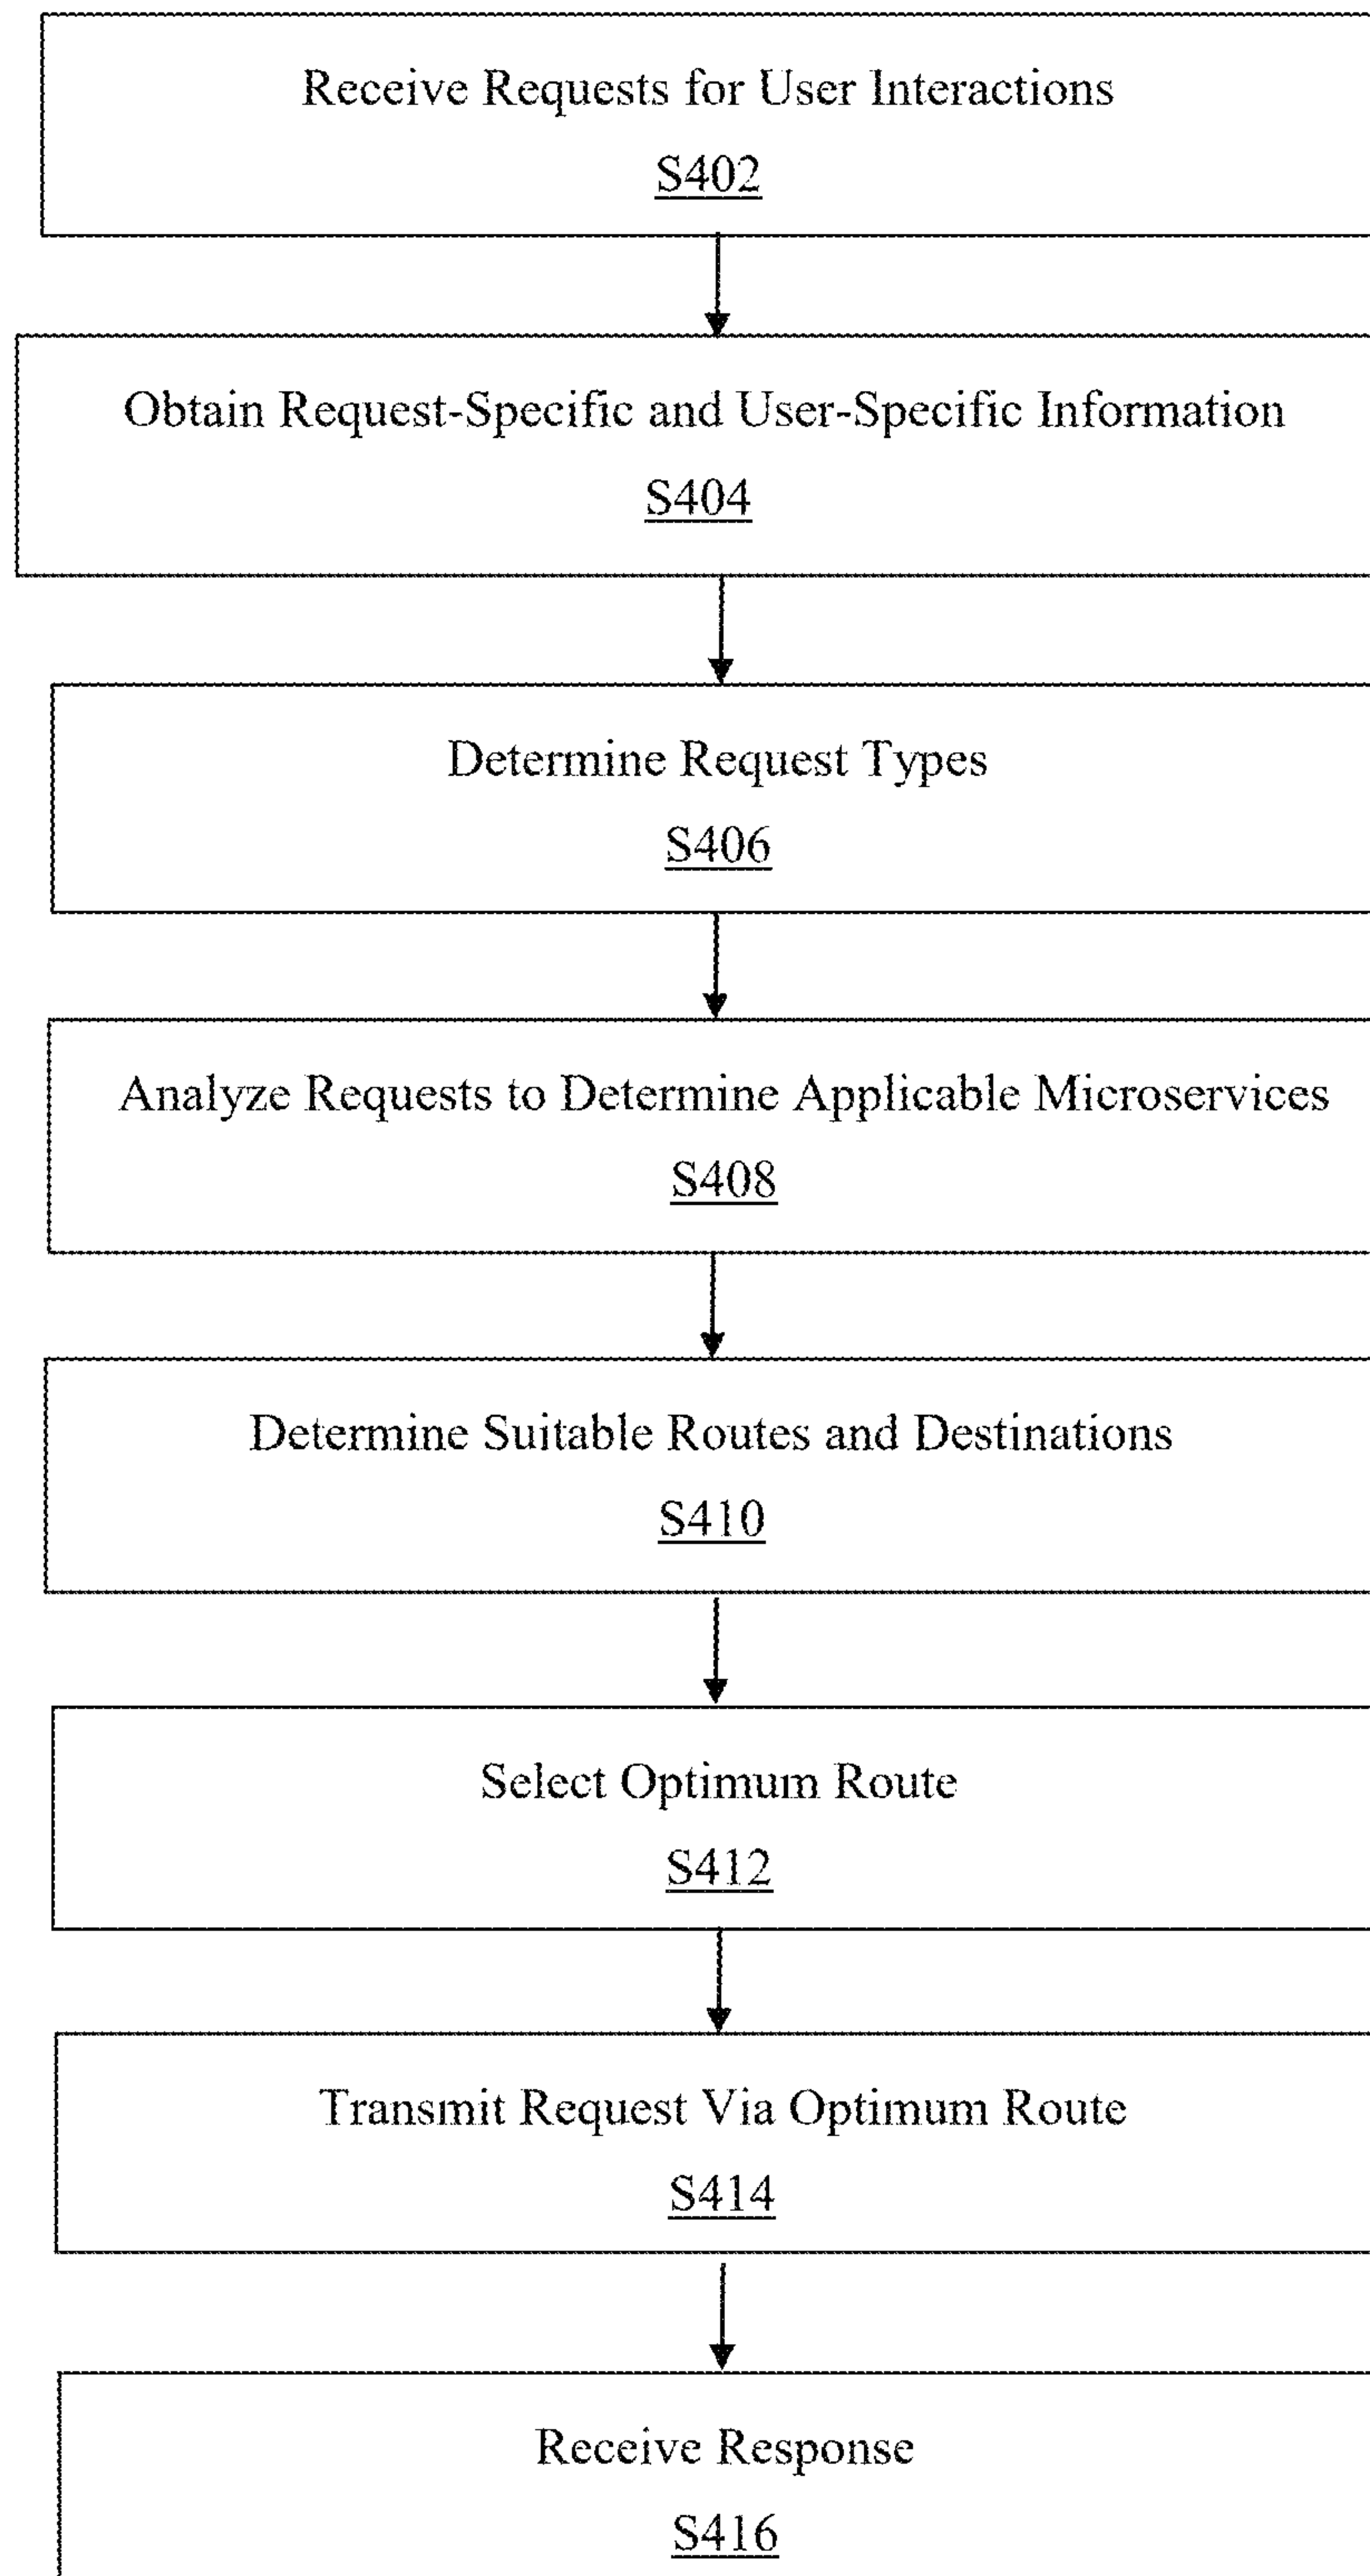 Receive Requests for User Interactions
S402
Obtain Request-Specific and User-Specific Information
S404
Determine Request Types
S406
Analyze Requests to Determine Applicable Microservices
S408
Determine Suitable Routes and Destinations
S410
Select Optimum Route
S412
Transmit Request Via Optimum Route
S414
Receive Response
S416